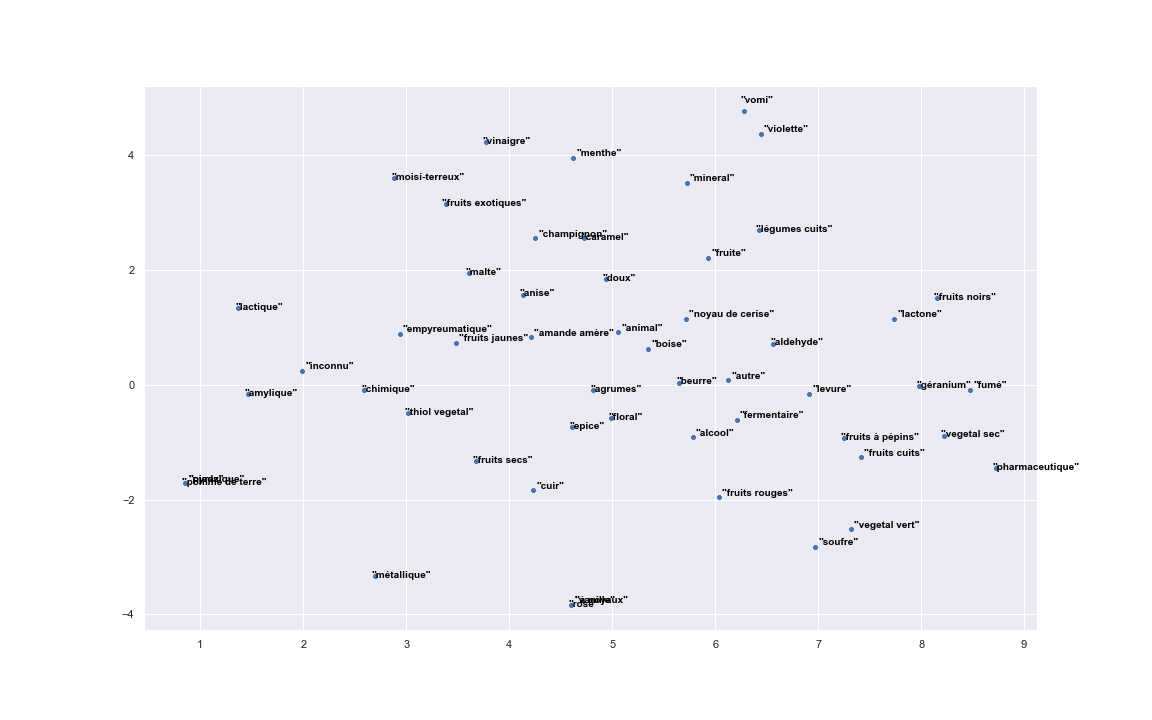 "vomi"
"violette"
"vinaigre"
"menthe"
4
"moisi-terreux"
"mineral"
"fruits exotiques"
"légumes cuits"
"champignon"
"caramel"
"fruite"
2
"malte"
"doux"
"anise"
"fruits noirs"
"lactique"
"noyau de cerise"
"lactone"
"empyreumatique"
"animal"
"amande amère"
"fruits jaunes"
"boise"
"aldehyde"
"inconnu"
"autre"
"beurre"
0
"chimique"
"agrumes"
"levure"
"géranium"
"fumé"
"amylique"
"thiol vegetal"
"floral"
"fermentaire"
"epice"
"alcool"
"fruits à pépins"
"vegetal sec"
"fruits cuits"
"fruits secs"
"pharmaceutique"
"pomme de terre"
"cuir"
"fruits rouges"
−2
"vegetal vert"
"soufre"
"métallique"
"rose"
−4
1 2 3 4 5 6 7 8 9